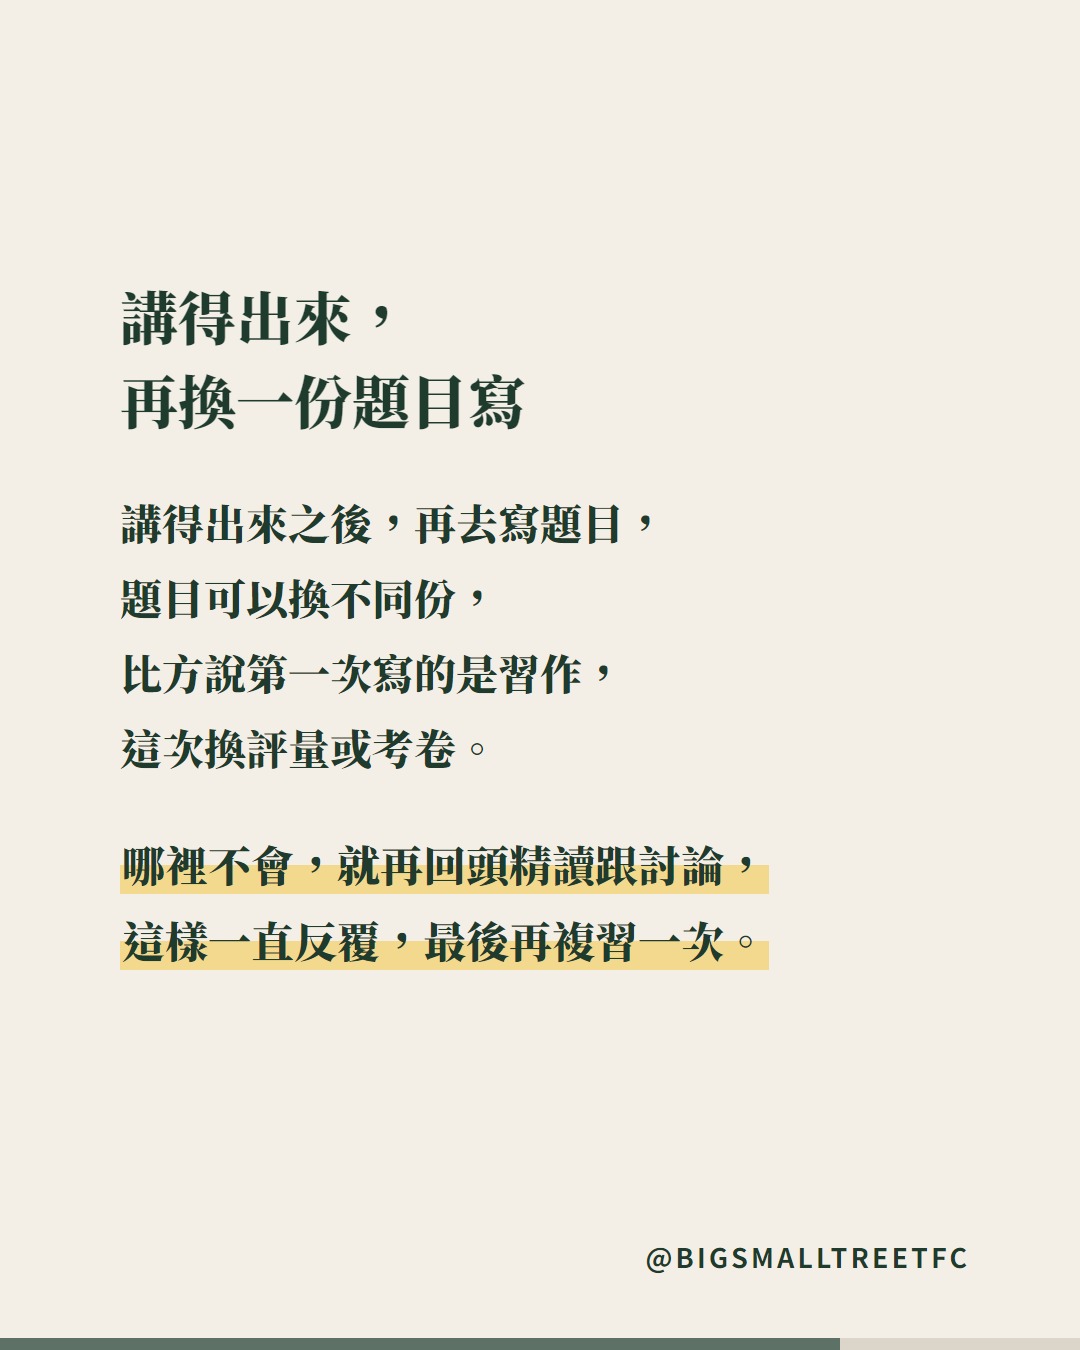 講得出來，
再換一份題目寫
講得出來之後，再去寫題目，
題目可以換不同份，
比方說第一次寫的是習作，
這次換評量或考卷。
哪裡不會，就再回頭精讀跟討論，
這樣一直反覆，最後再複習一次。
@BIGSMALLTREETFC